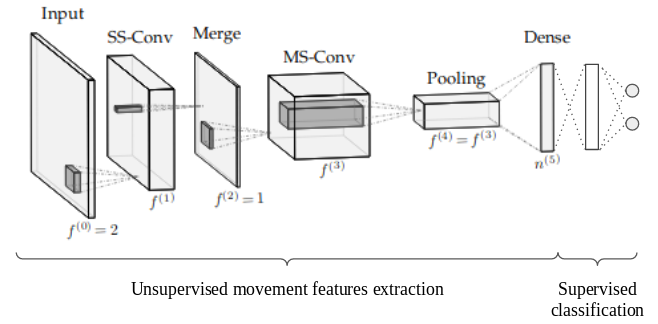 Input
SS-Conv
Merge
MS-Conv
Pooling
Dense
f⁽⁰⁾ = 2
f⁽¹⁾
f⁽²⁾ = 1
f⁽³⁾
f⁽⁴⁾ = f⁽³⁾
n⁽⁵⁾
Unsupervised movement features extraction
Supervised
classification